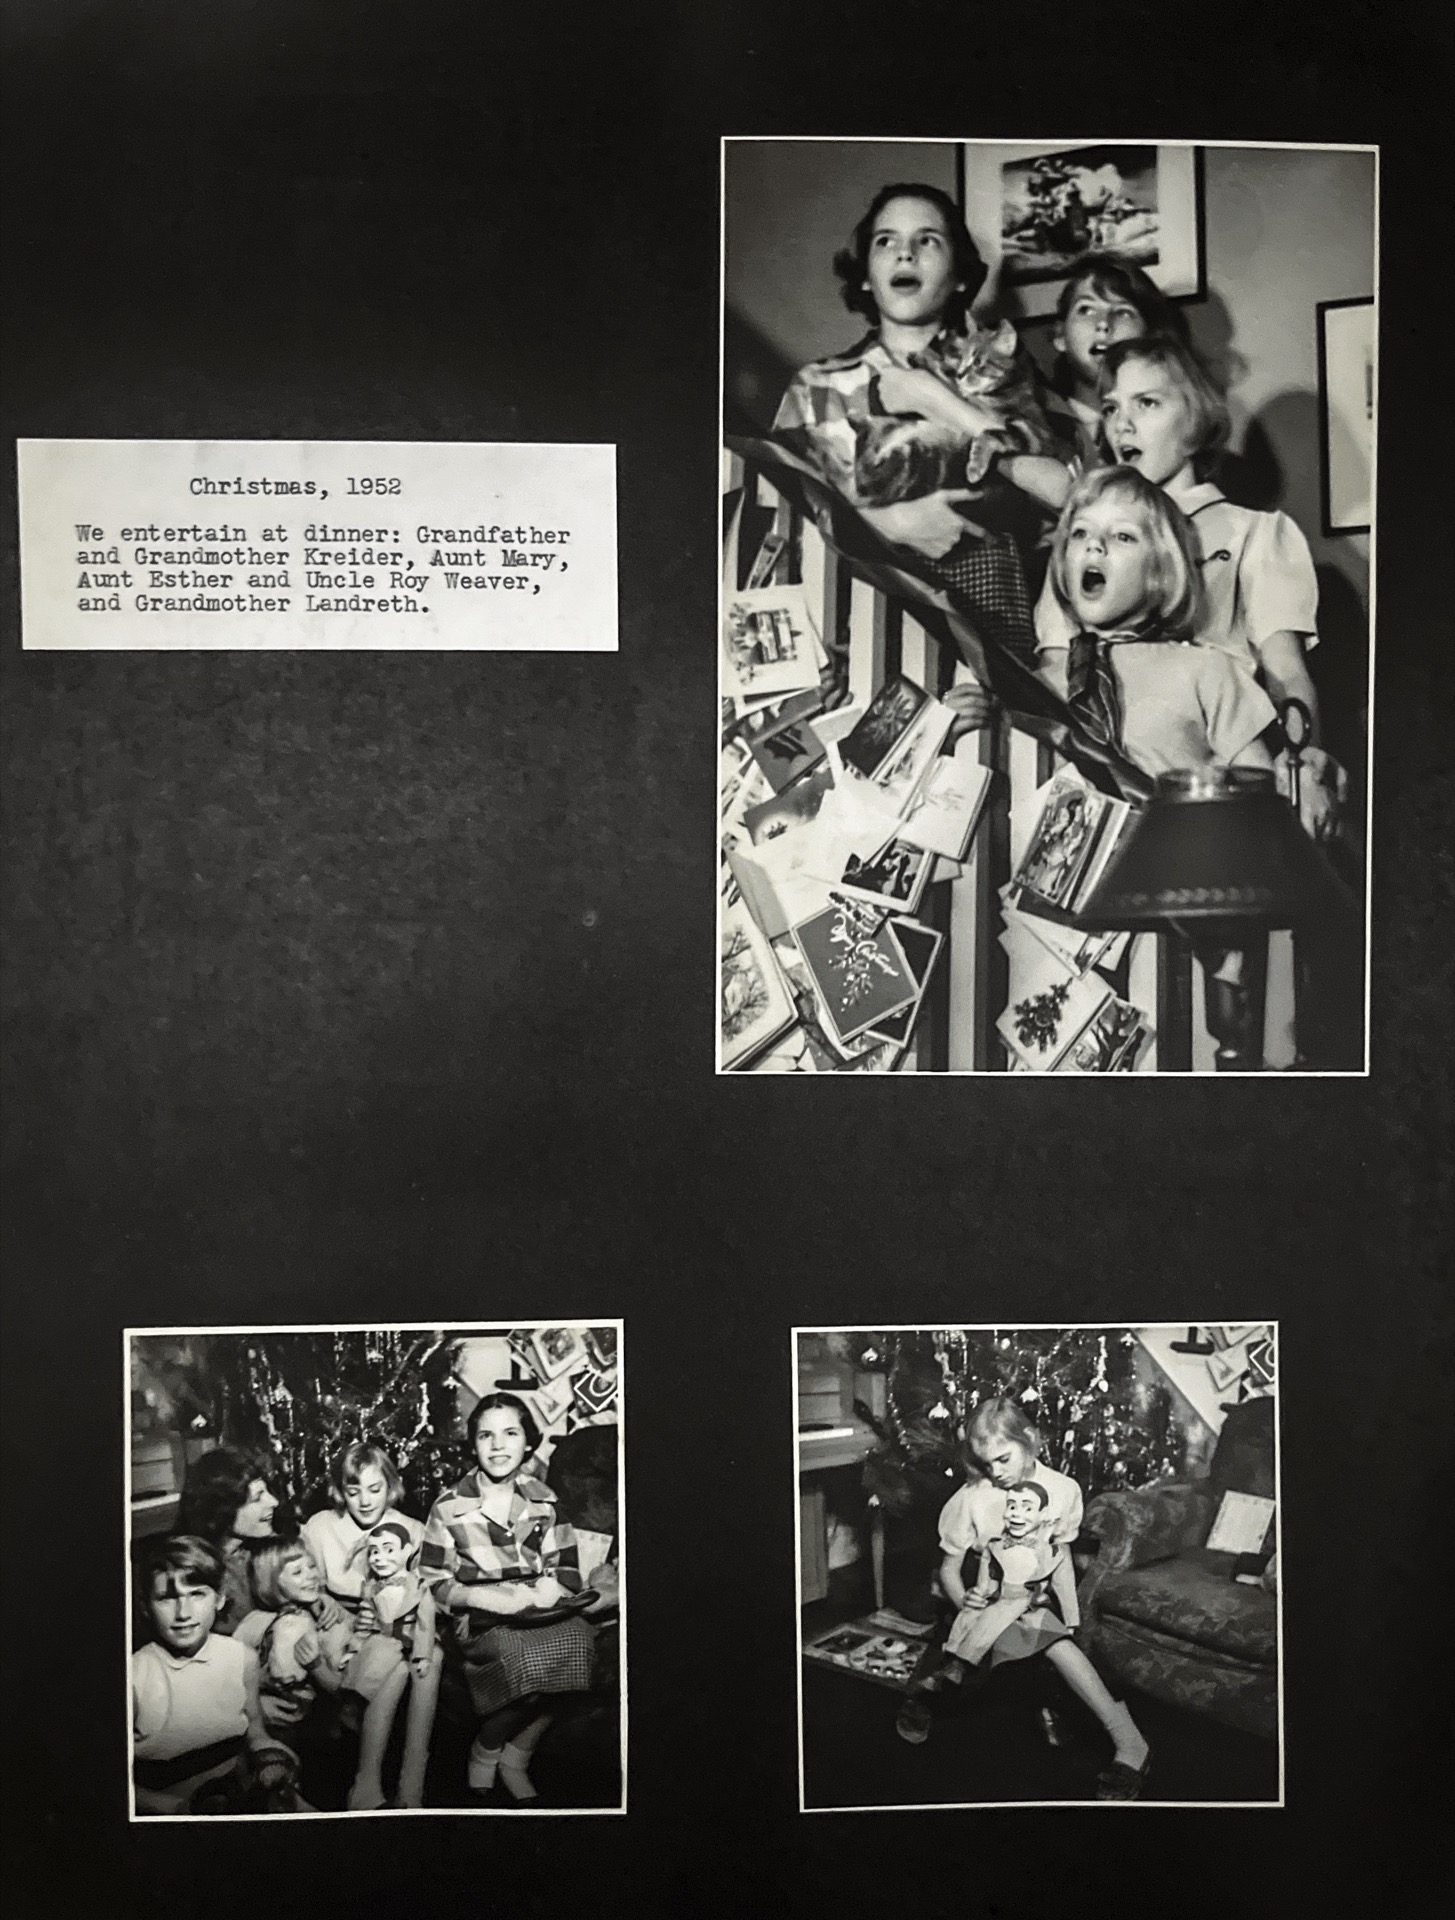 Christmas, 1952
We entertain at dinner: Grandfather
and Grandmother Kreider, Aunt Mary,
Aunt Esther and Uncle Roy Weaver,
and Grandmother Landreth.